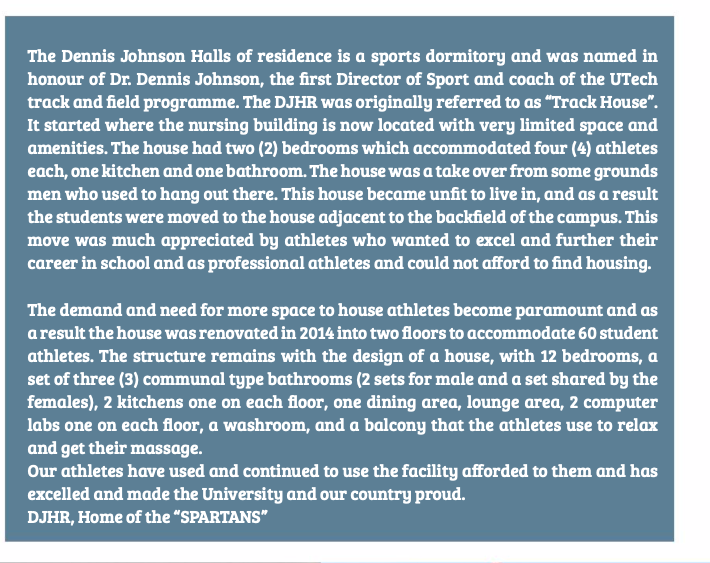 The Dennis Johnson Halls of residence is a sports dormitory and was named in
honour of Dr. Dennis Johnson, the first Director of Sport and coach of the UTech
track and field programme. The DJHR was originally referred to as “Track House”.
It started where the nursing building is now located with very limited space and
amenities. The house had two (2) bedrooms which accommodated four (4) athletes
each, one kitchen and one bathroom. The house was a take over from some grounds
men who used to hang out there. This house became unfit to live in, and as a result
the students were moved to the house adjacent to the backfield of the campus. This
move was much appreciated by athletes who wanted to excel and further their
career in school and as professional athletes and could not afford to find housing.
The demand and need for more space to house athletes become paramount and as
a result the house was renovated in 2014 into two floors to accommodate 60 student
athletes. The structure remains with the design of a house, with 12 bedrooms, a
set of three (3) communal type bathrooms (2 sets for male and a set shared by the
females), 2 kitchens one on each floor, one dining area, lounge area, 2 computer
labs one on each floor, a washroom, and a balcony that the athletes use to relax
and get their massage.
Our athletes have used and continued to use the facility afforded to them and has
excelled and made the University and our country proud.
DJHR, Home of the “SPARTANS”